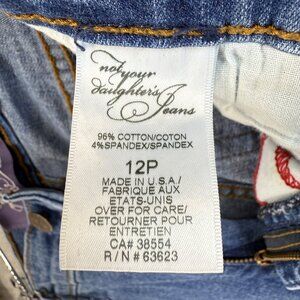 not your
daughter's
Jeans
96% COTTON/COTON
4%SPANDEX/SPANDEX
12P
MADE IN U.S.A./
FABRIQUE AUX
ETATS-UNIS
OVER FOR CARE/
RETOURNER POUR
ENTRETIEN
CA# 38554
R/N# 63623